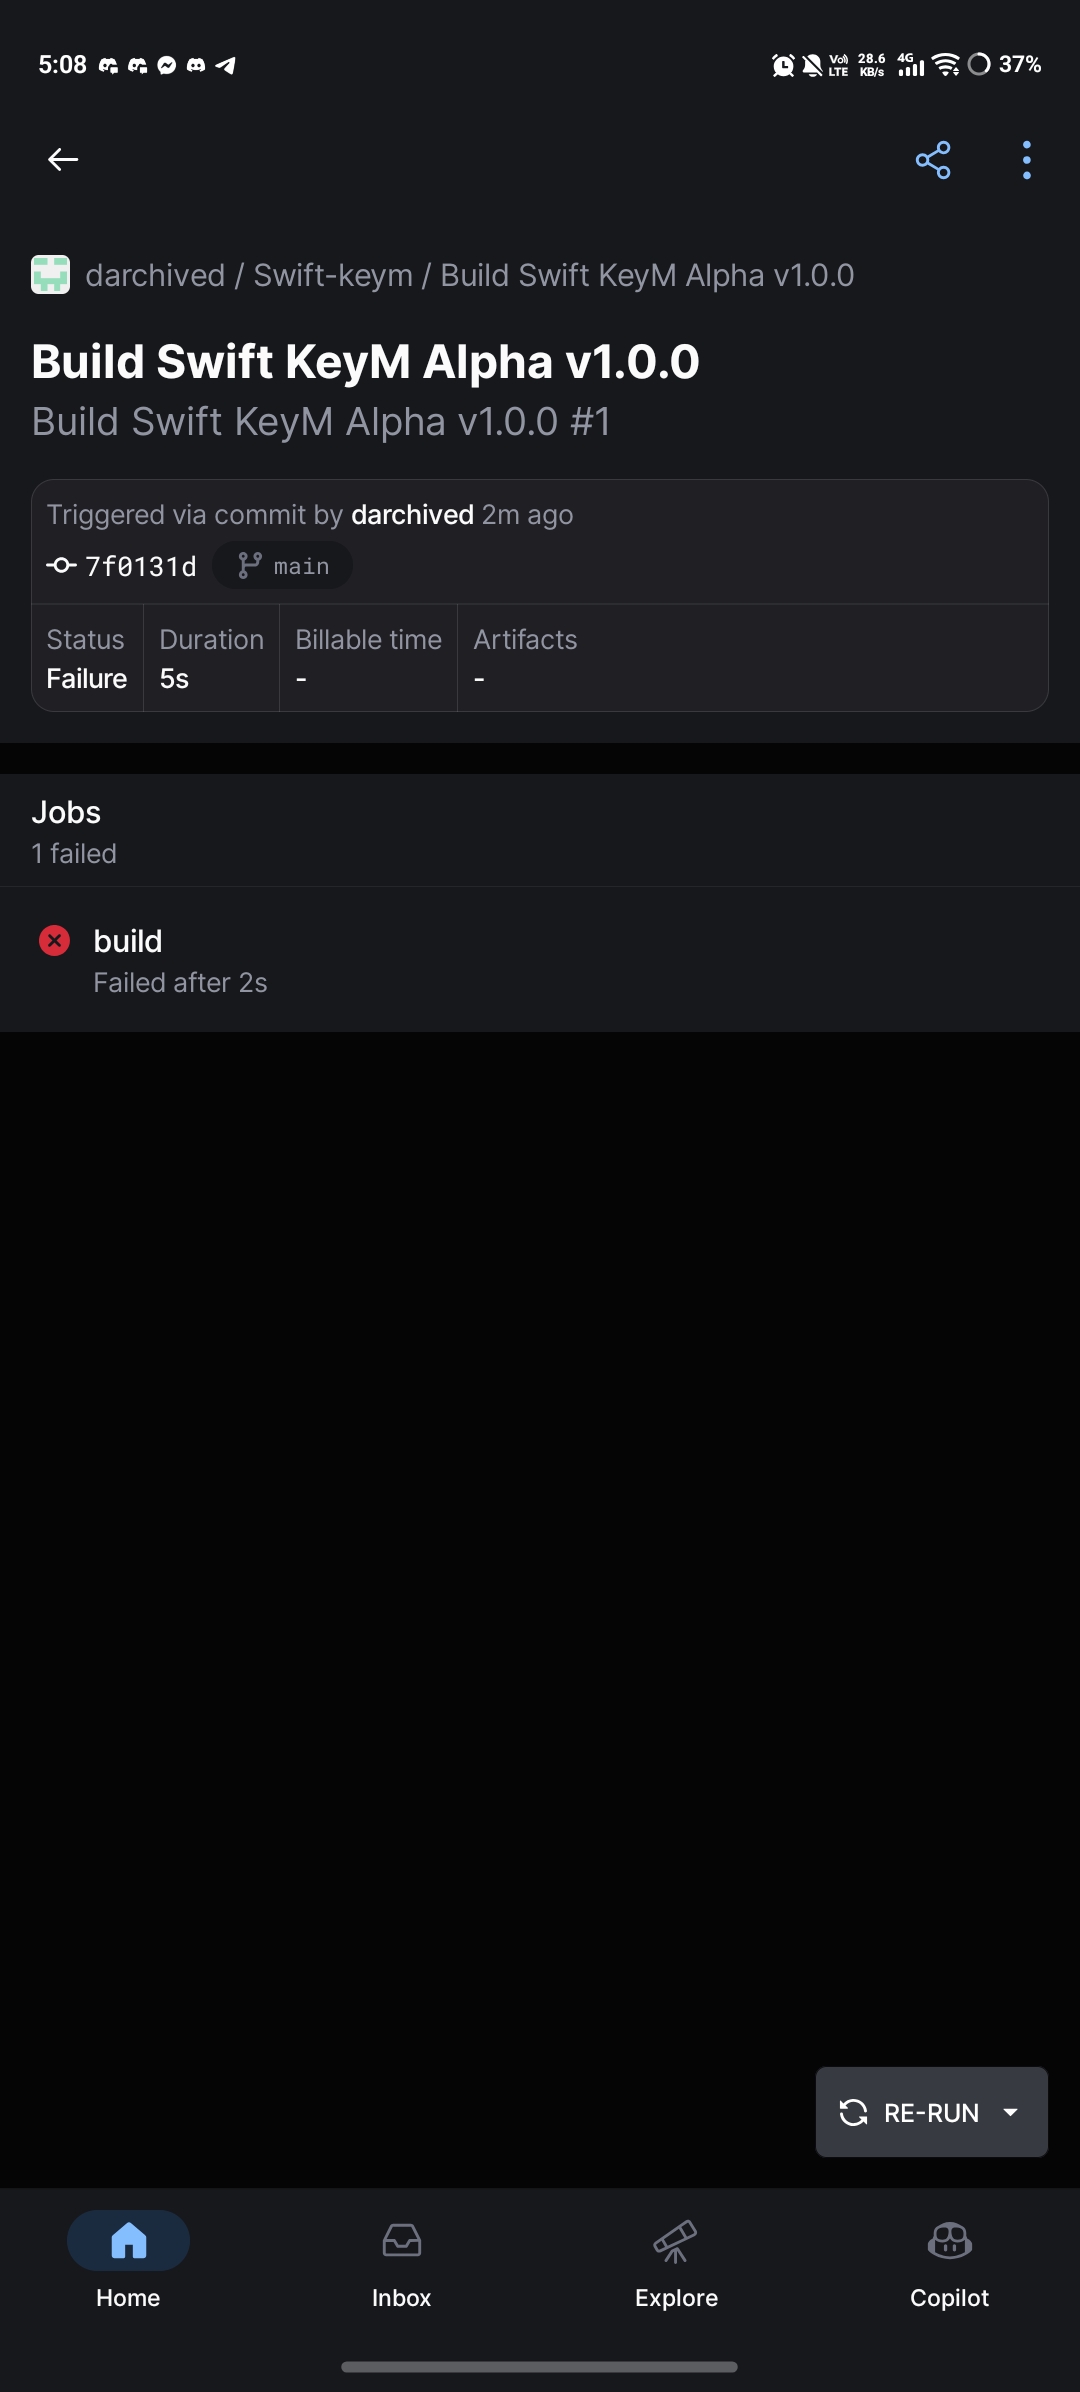 5:08
Vo) LTE 28.6 KB/s 4G 37%
darchived / Swift-keym / Build Swift KeyM Alpha v1.0.0
Build Swift KeyM Alpha v1.0.0
Build Swift KeyM Alpha v1.0.0 #1
Triggered via commit by darchived 2m ago
7f0131d main
Status Duration Billable time Artifacts
Failure 5s - -
Jobs
1 failed
build
Failed after 2s
RE-RUN
Home Inbox Explore Copilot